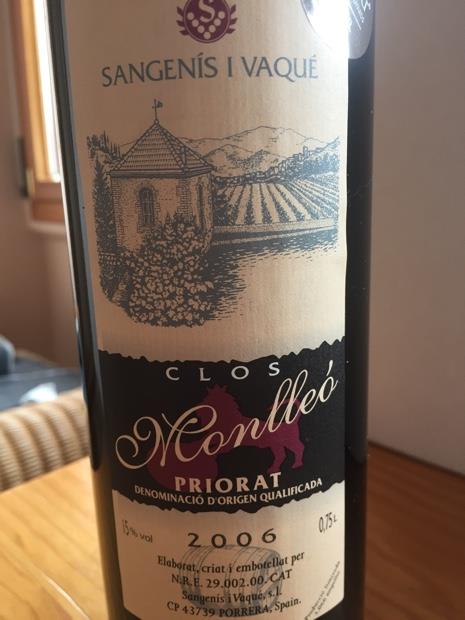 S
SANGENÍS I VAQUÉ
CLOS
Monlleó
PRIORAT
DENOMINACIÓ D'ORIGEN QUALIFICADA
15% vol
2006
0,75 L
Elaborat, criat i embotellat per
N.R.E. 29.002.00. CAT
Sangenís i Vaqué, s.l.
CP 43739 PORRERA, Spain.